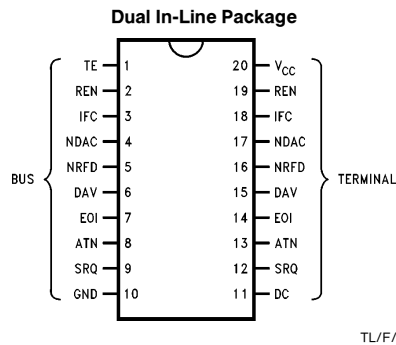 Dual In-Line Package
TE 1 20 VCC
REN 2 19 REN
IFC 3 18 IFC
NDAC 4 17 NDAC
NRFD 5 16 NRFD
BUS TERMINAL
DAV 6 15 DAV
EOI 7 14 EOI
ATN 8 13 ATN
SRQ 9 12 SRQ
GND 10 11 DC
TL/F/